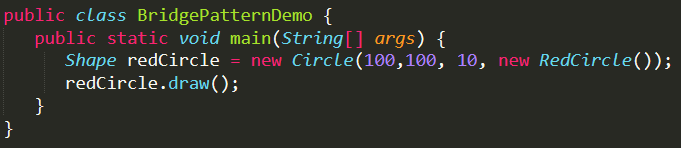 public class BridgePatternDemo {
   public static void main(String[] args) {
      Shape redCircle = new Circle(100,100, 10, new RedCircle());
      redCircle.draw();
   }
}